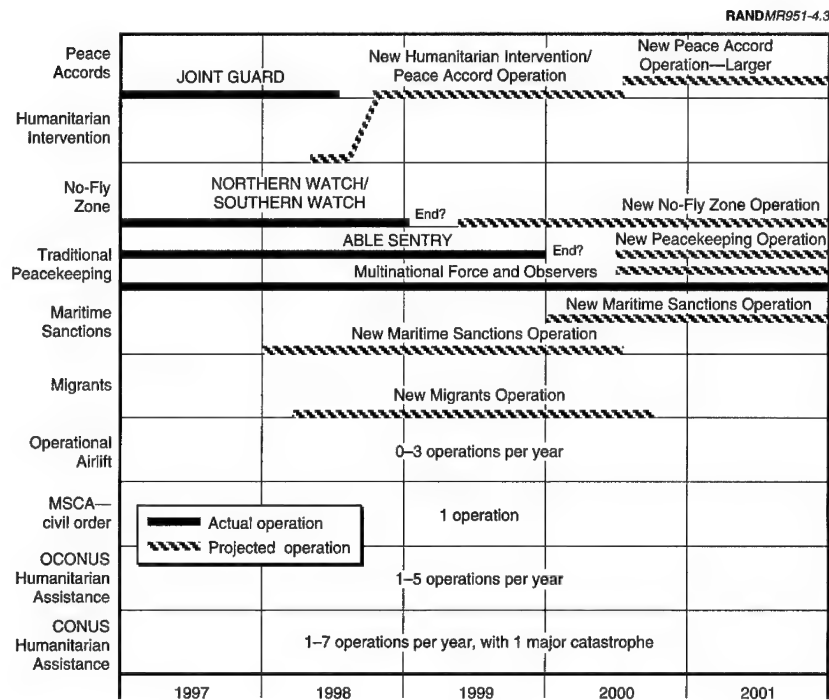 RANDMR951-4.3
Peace
Accords
JOINT GUARD
New Humanitarian Intervention/
Peace Accord Operation
New Peace Accord
Operation—Larger
Humanitarian
Intervention
No-Fly
Zone
NORTHERN WATCH/
SOUTHERN WATCH
End?
New No-Fly Zone Operation
Traditional
Peacekeeping
ABLE SENTRY
End?
New Peacekeeping Operation
Multinational Force and Observers
Maritime
Sanctions
New Maritime Sanctions Operation
New Maritime Sanctions Operation
Migrants
New Migrants Operation
Operational
Airlift
0–3 operations per year
MSCA—
civil order
1 operation
Actual operation
Projected operation
OCONUS
Humanitarian
Assistance
1–5 operations per year
CONUS
Humanitarian
Assistance
1–7 operations per year, with 1 major catastrophe
1997 1998 1999 2000 2001